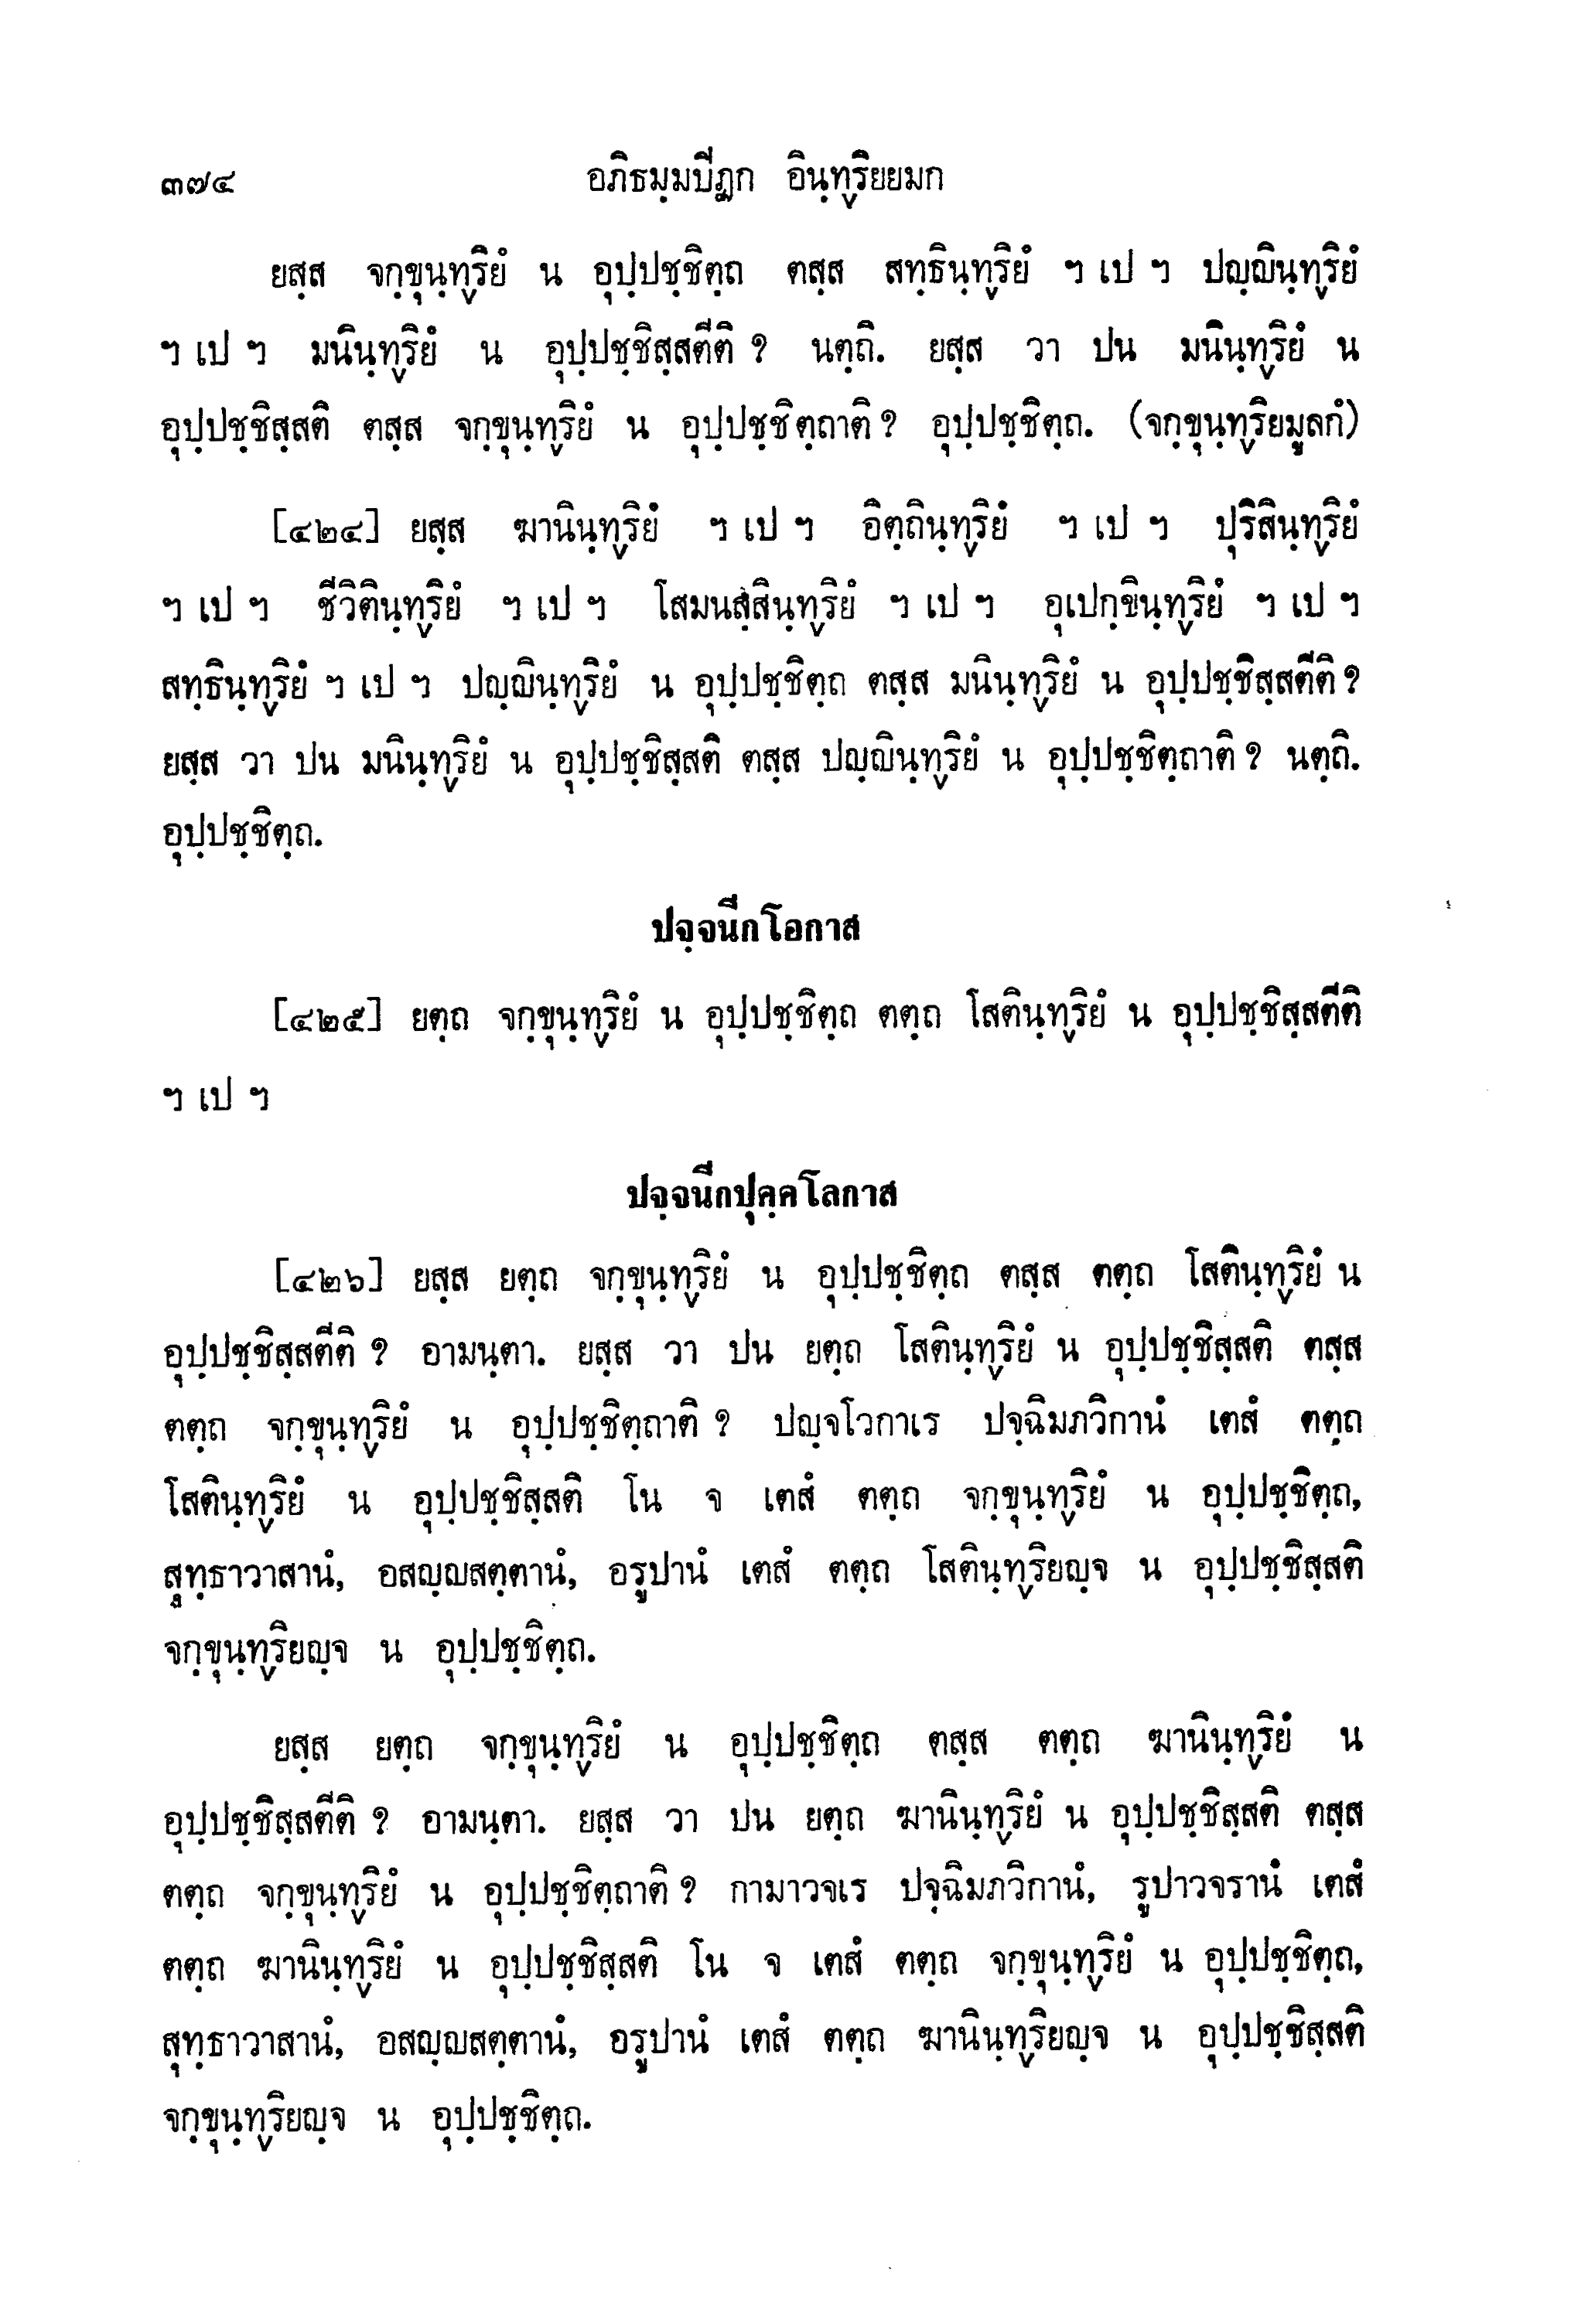 ๓๗๔ อภิธมฺมปิฏก อินฺทฺริยยมก
ยสฺส จกฺขุนฺทฺริยํ น อุปฺปชฺชิตฺถ ตสฺส สทฺธินฺทฺริยํ ฯ เป ฯ ปญฺญินฺทฺริยํ
ฯ เป ฯ มนินฺทฺริยํ น อุปฺปชฺชิสฺสตีติ ? นตฺถิ. ยสฺส วา ปน มนินฺทฺริยํ น
อุปฺปชฺชิสฺสติ ตสฺส จกฺขุนฺทฺริยํ น อุปฺปชฺชิตฺถาติ ? อุปฺปชฺชิตฺถ. (จกฺขุนฺทฺริยมูลกํ)
[๔๒๔] ยสฺส ฆานินฺทฺริยํ ฯ เป ฯ อิตฺถินฺทฺริยํ ฯ เป ฯ ปุริสินฺทฺริยํ
ฯ เป ฯ ชีวิตินฺทฺริยํ ฯ เป ฯ โสมนสฺสินฺทฺริยํ ฯ เป ฯ อุเปกฺขินฺทฺริยํ ฯ เป ฯ
สทฺธินฺทฺริยํ ฯ เป ฯ ปญฺญินฺทฺริยํ น อุปฺปชฺชิตฺถ ตสฺส มนินฺทฺริยํ น อุปฺปชฺชิสฺสตีติ ?
ยสฺส วา ปน มนินฺทฺริยํ น อุปฺปชฺชิสฺสติ ตสฺส ปญฺญินฺทฺริยํ น อุปฺปชฺชิตฺถาติ ? นตฺถิ.
อุปฺปชฺชิตฺถ.
ปจฺจนีกโอกาส
[๔๒๕] ยตฺถ จกฺขุนฺทฺริยํ น อุปฺปชฺชิตฺถ ตตฺถ โสตินฺทฺริยํ น อุปฺปชฺชิสฺสตีติ
ฯ เป ฯ
ปจฺจนีกปุคฺคโลกาส
[๔๒๖] ยสฺส ยตฺถ จกฺขุนฺทฺริยํ น อุปฺปชฺชิตฺถ ตสฺส ตตฺถ โสตินฺทฺริยํ น
อุปฺปชฺชิสฺสตีติ ? อามนฺตา. ยสฺส วา ปน ยตฺถ โสตินฺทฺริยํ น อุปฺปชฺชิสฺสติ ตสฺส
ตตฺถ จกฺขุนฺทฺริยํ น อุปฺปชฺชิตฺถาติ ? ปญฺจโวกาเร ปจฺฉิมภวิกานํ เตสํ ตตฺถ
โสตินฺทฺริยํ น อุปฺปชฺชิสฺสติ โน จ เตสํ ตตฺถ จกฺขุนฺทฺริยํ น อุปฺปชฺชิตฺถ,
สุทฺธาวาสานํ, อสญฺญสตฺตานํ, อรูปานํ เตสํ ตตฺถ โสตินฺทฺริยญฺจ น อุปฺปชฺชิสฺสติ
จกฺขุนฺทฺริยญฺจ น อุปฺปชฺชิตฺถ.
ยสฺส ยตฺถ จกฺขุนฺทฺริยํ น อุปฺปชฺชิตฺถ ตสฺส ตตฺถ ฆานินฺทฺริยํ น
อุปฺปชฺชิสฺสตีติ ? อามนฺตา. ยสฺส วา ปน ยตฺถ ฆานินฺทฺริยํ น อุปฺปชฺชิสฺสติ ตสฺส
ตตฺถ จกฺขุนฺทฺริยํ น อุปฺปชฺชิตฺถาติ ? กามาวจเร ปจฺฉิมภวิกานํ, รูปาวจรานํ เตสํ
ตตฺถ ฆานินฺทฺริยํ น อุปฺปชฺชิสฺสติ โน จ เตสํ ตตฺถ จกฺขุนฺทฺริยํ น อุปฺปชฺชิตฺถ,
สุทฺธาวาสานํ, อสญฺญสตฺตานํ, อรูปานํ เตสํ ตตฺถ ฆานินฺทฺริยญฺจ น อุปฺปชฺชิสฺสติ
จกฺขุนฺทฺริยญฺจ น อุปฺปชฺชิตฺถ.